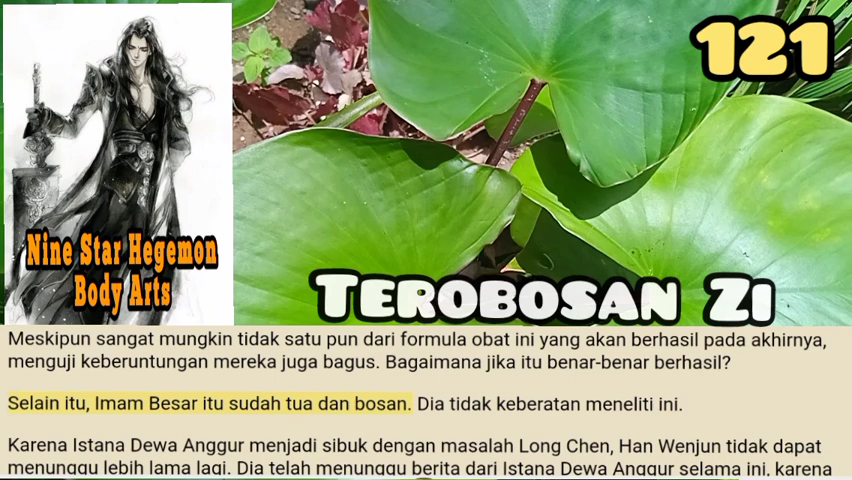 121
Nine Star Hegemon
Body Arts
Terobosan Zi
Meskipun sangat mungkin tidak satu pun dari formula obat ini yang akan berhasil pada akhirnya,
menguji keberuntungan mereka juga bagus. Bagaimana jika itu benar-benar berhasil?
Selain itu, Imam Besar itu sudah tua dan bosan. Dia tidak keberatan meneliti ini.
Karena Istana Dewa Anggur menjadi sibuk dengan masalah Long Chen, Han Wenjun tidak dapat
menunggu lebih lama lagi. Dia telah menunggu berita dari Istana Dewa Anggur selama ini, karena